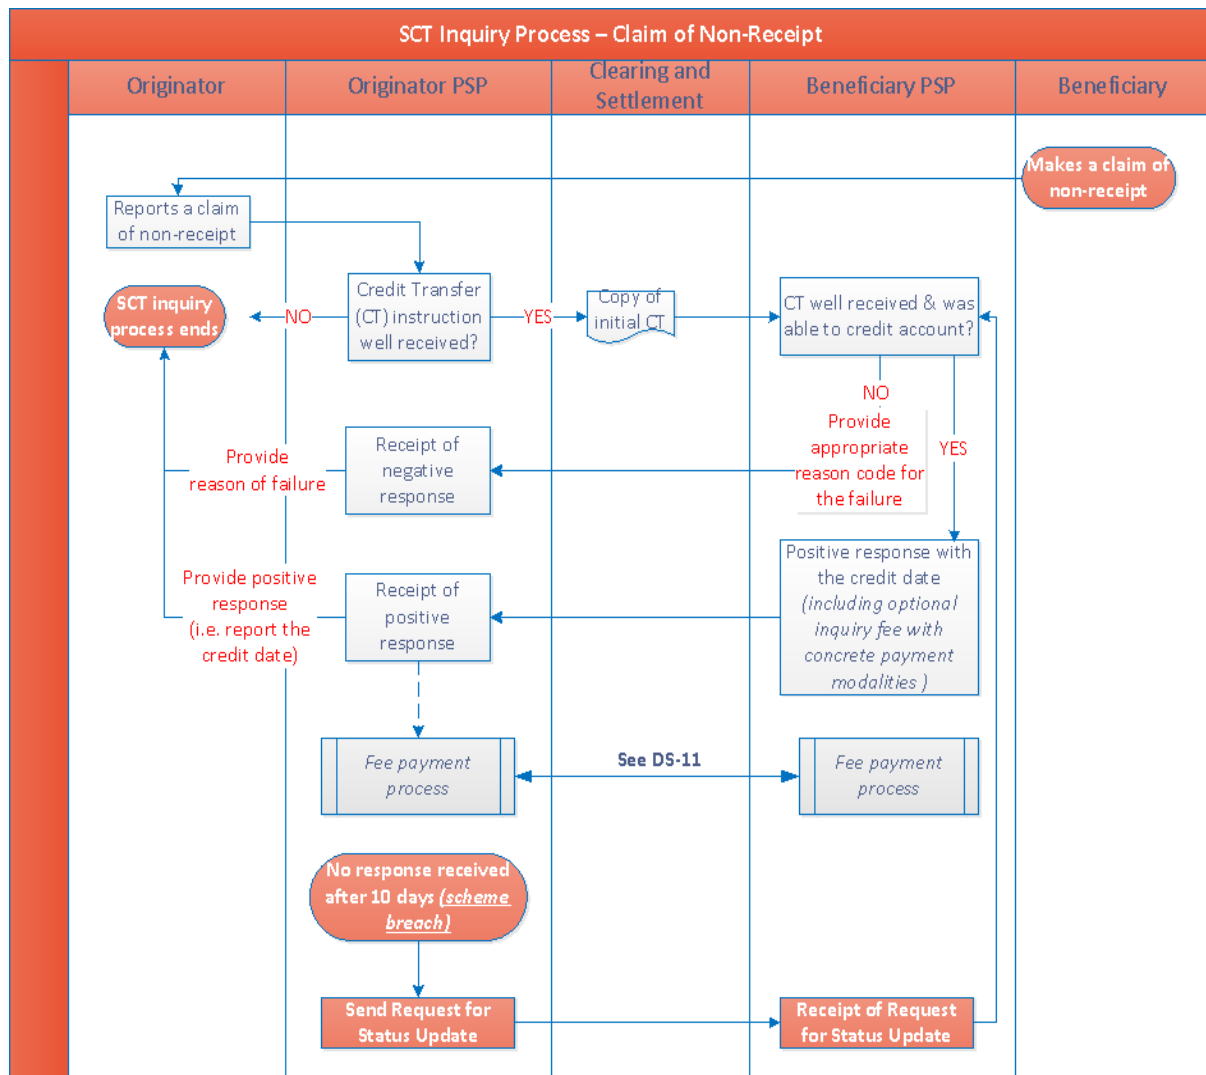 SCT Inquiry Process – Claim of Non-Receipt
Originator
Originator PSP
Clearing and
Settlement
Beneficiary PSP
Beneficiary
Makes a claim of
non-receipt
Reports a claim
of non-receipt
SCT inquiry
process ends
NO
Credit Transfer
(CT) instruction
well received?
YES
Copy of
initial CT
CT well received & was
able to credit account?
NO
Provide
appropriate
reason code for
the failure
YES
Provide
reason of failure
Receipt of
negative
response
Provide positive
response
(i.e. report the
credit date)
Receipt of
positive
response
Positive response with
the credit date
(including optional
inquiry fee with
concrete payment
modalities )
Fee payment
process
See DS-11
Fee payment
process
No response received
after 10 days (scheme
breach)
Send Request for
Status Update
Receipt of Request
for Status Update